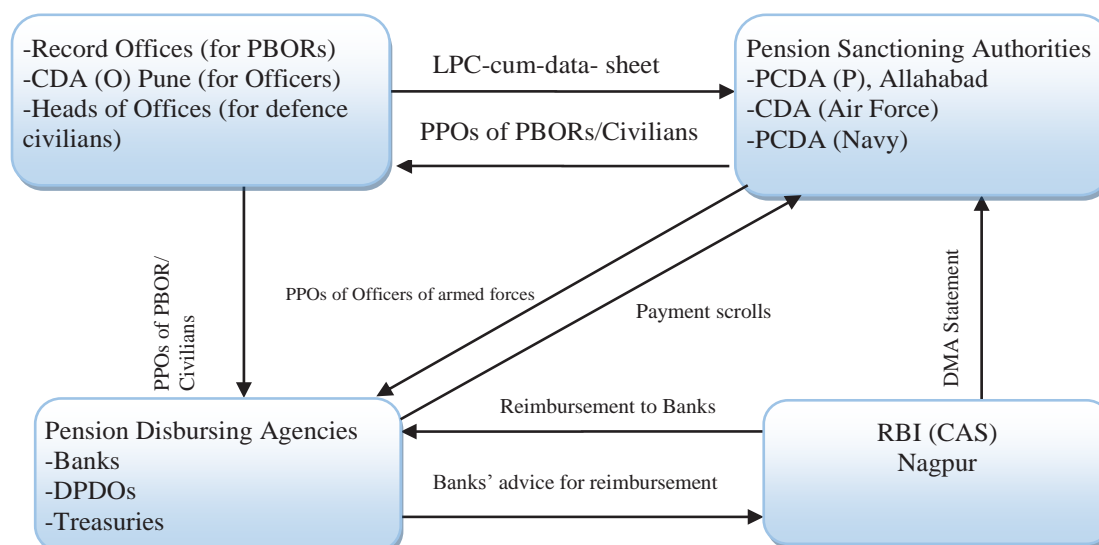 -Record Offices (for PBORs)
-CDA (O) Pune (for Officers)
-Heads of Offices (for defence
civilians)
LPC-cum-data- sheet
PPOs of PBORs/Civilians
Pension Sanctioning Authorities
-PCDA (P), Allahabad
-CDA (Air Force)
-PCDA (Navy)
PPOs of PBOR/
Civilians
PPOs of Officers of armed forces
Payment scrolls
DMA Statement
Pension Disbursing Agencies
-Banks
-DPDOs
-Treasuries
Reimbursement to Banks
Banks’ advice for reimbursement
RBI (CAS)
Nagpur